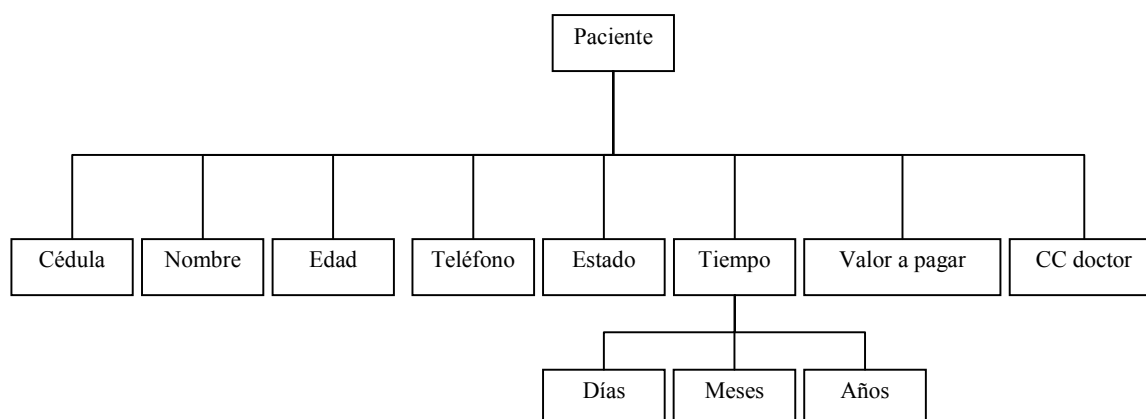 Paciente
Cédula
Nombre
Edad
Teléfono
Estado
Tiempo
Valor a pagar
CC doctor
Días
Meses
Años